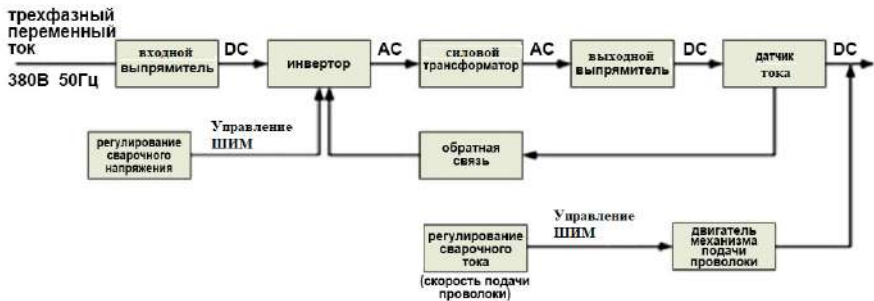 трехфазный
переменный
ток
380В 50Гц
входной
выпрямитель
DC
инвертор
AC
силовой
трансформатор
AC
выходной
выпрямитель
DC
датчик
тока
DC
регулирование
сварочного
напряжения
Управление
ШИМ
обратная
связь
регулирование
сварочного
тока
(скорость подачи
проволоки)
Управление
ШИМ
двигатель
механизма
подачи
проволоки